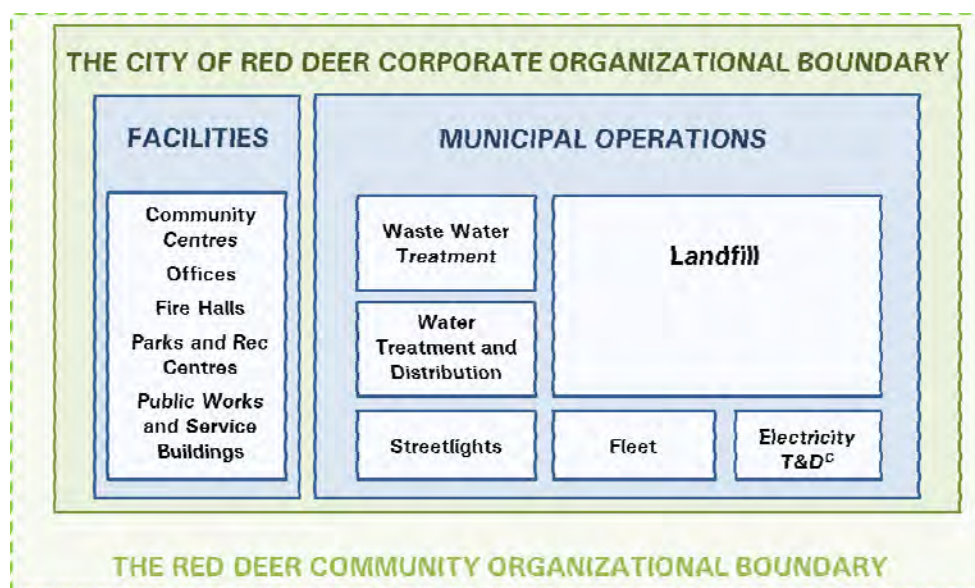 THE CITY OF RED DEER CORPORATE ORGANIZATIONAL BOUNDARY
FACILITIES
Community
Centres
Offices
Fire Halls
Parks and Rec
Centres
Public Works
and Service
Buildings
MUNICIPAL OPERATIONS
Waste Water
Treatment
Landfill
Water
Treatment and
Distribution
Streetlights
Fleet
Electricity
T&Dᶜ
THE RED DEER COMMUNITY ORGANIZATIONAL BOUNDARY